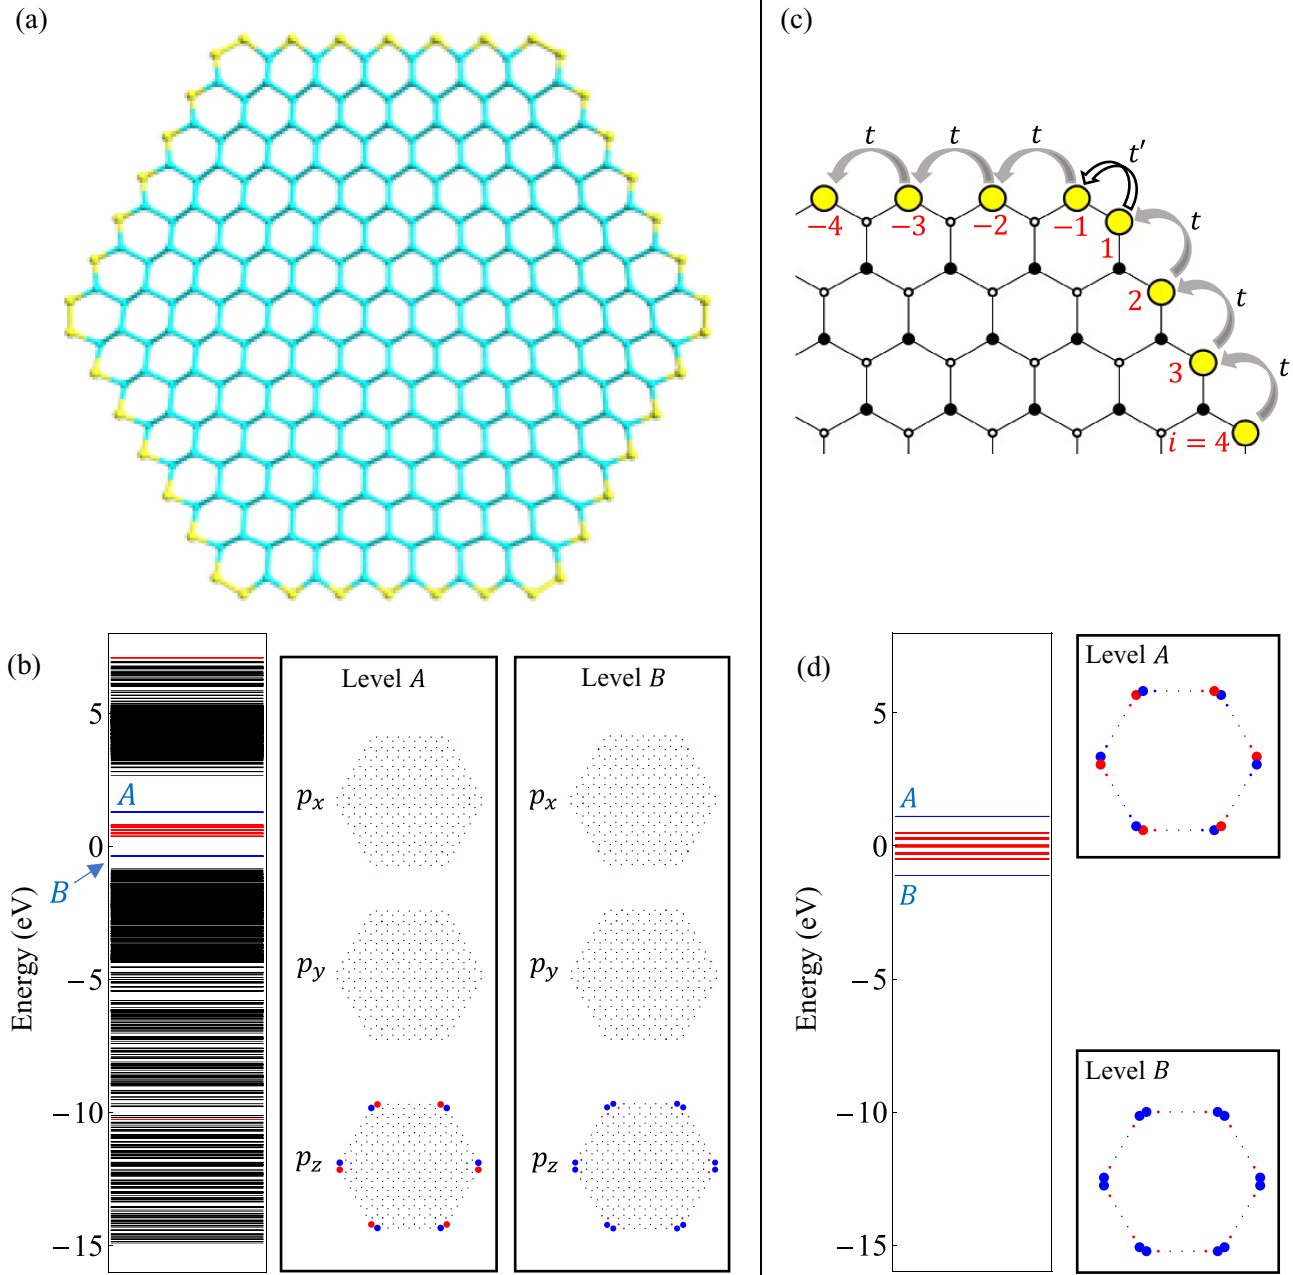 (a)
(b)
5
0
−5
−10
−15
Energy (eV)
A
B
Level A
p_x
p_y
p_z
Level B
p_x
p_y
p_z
(c)
t t t t′
−4 −3 −2 −1
1
t
2
t
3
t
i = 4
(d)
5
0
−5
−10
−15
Energy (eV)
A
B
Level A
Level B